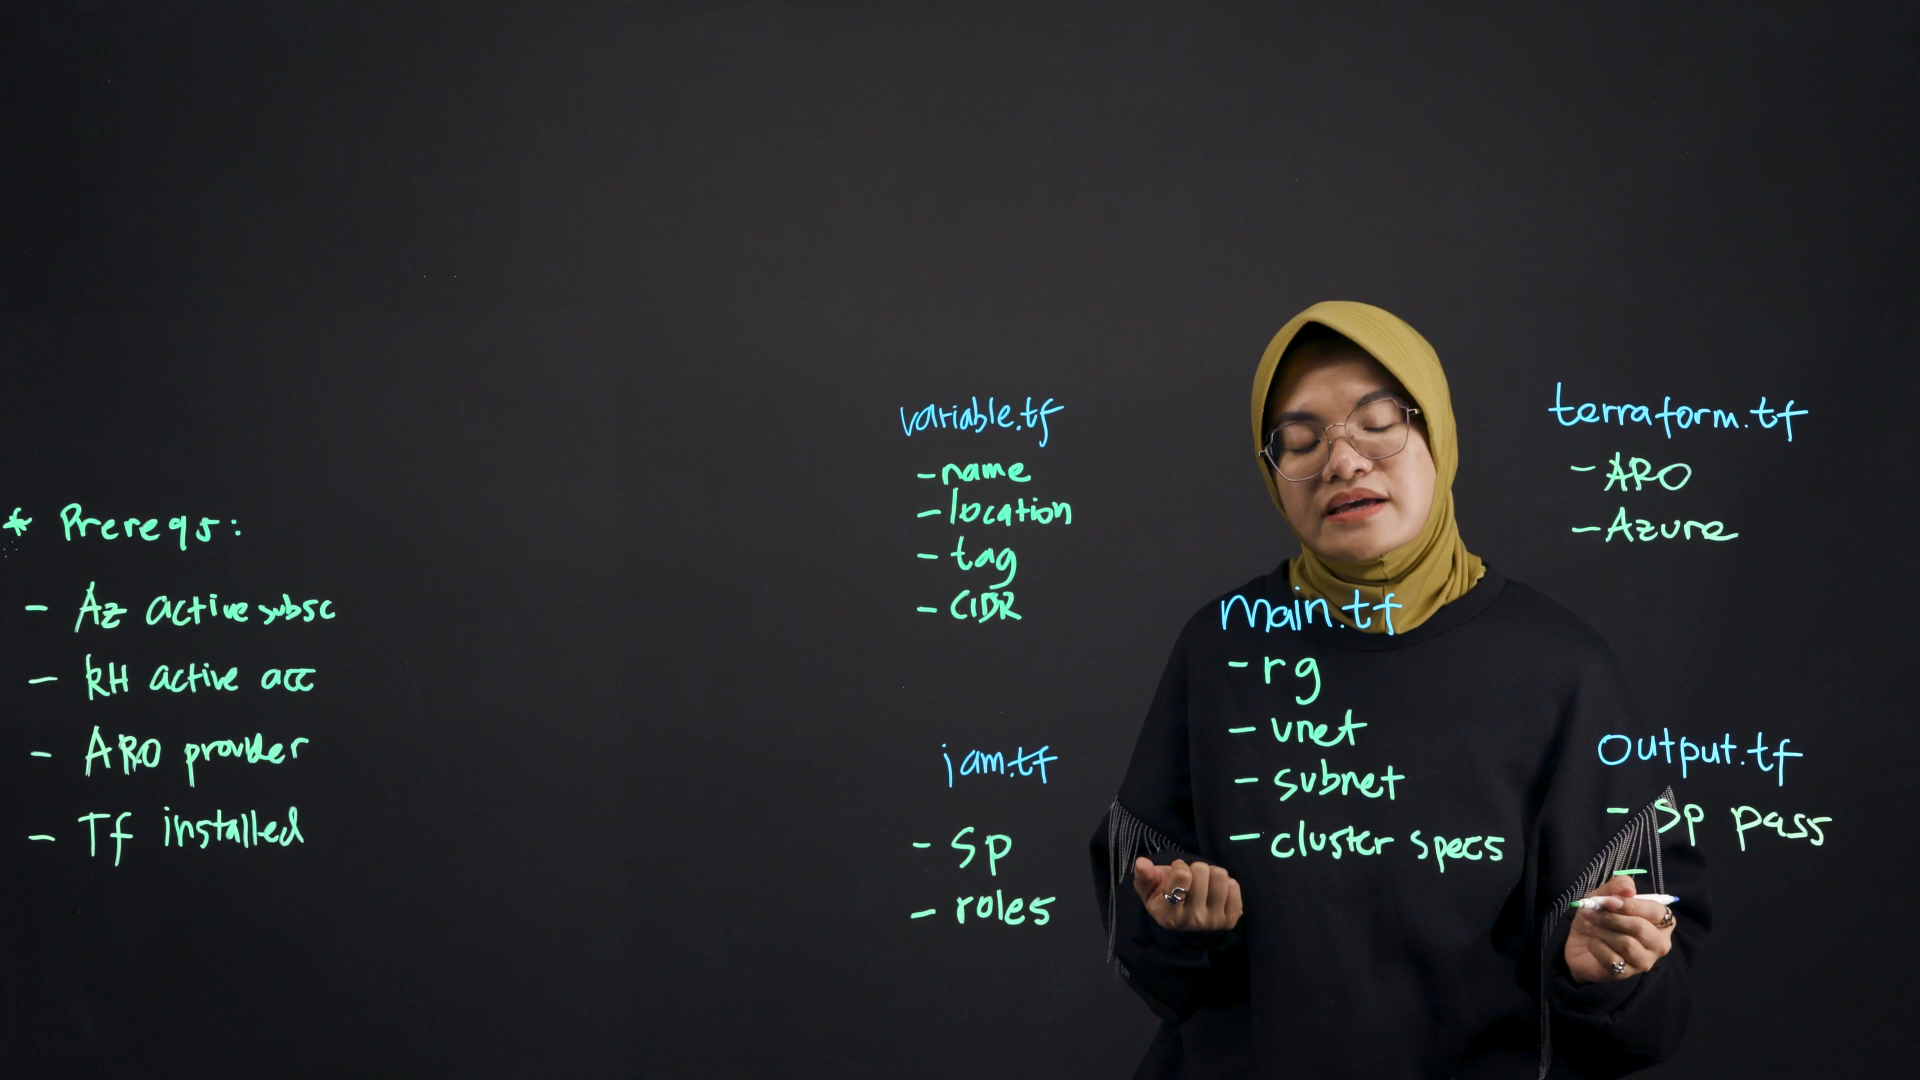 * Prereqs:
- Az active subsc
- RH active acc
- ARO provider
- Tf installed
variable.tf
- name
- location
- tag
- CIDR
iam.tf
- Sp
- roles
main.tf
- rg
- vnet
- subnet
- cluster specs
terraform.tf
- ARO
- Azure
output.tf
- Sp pass
-